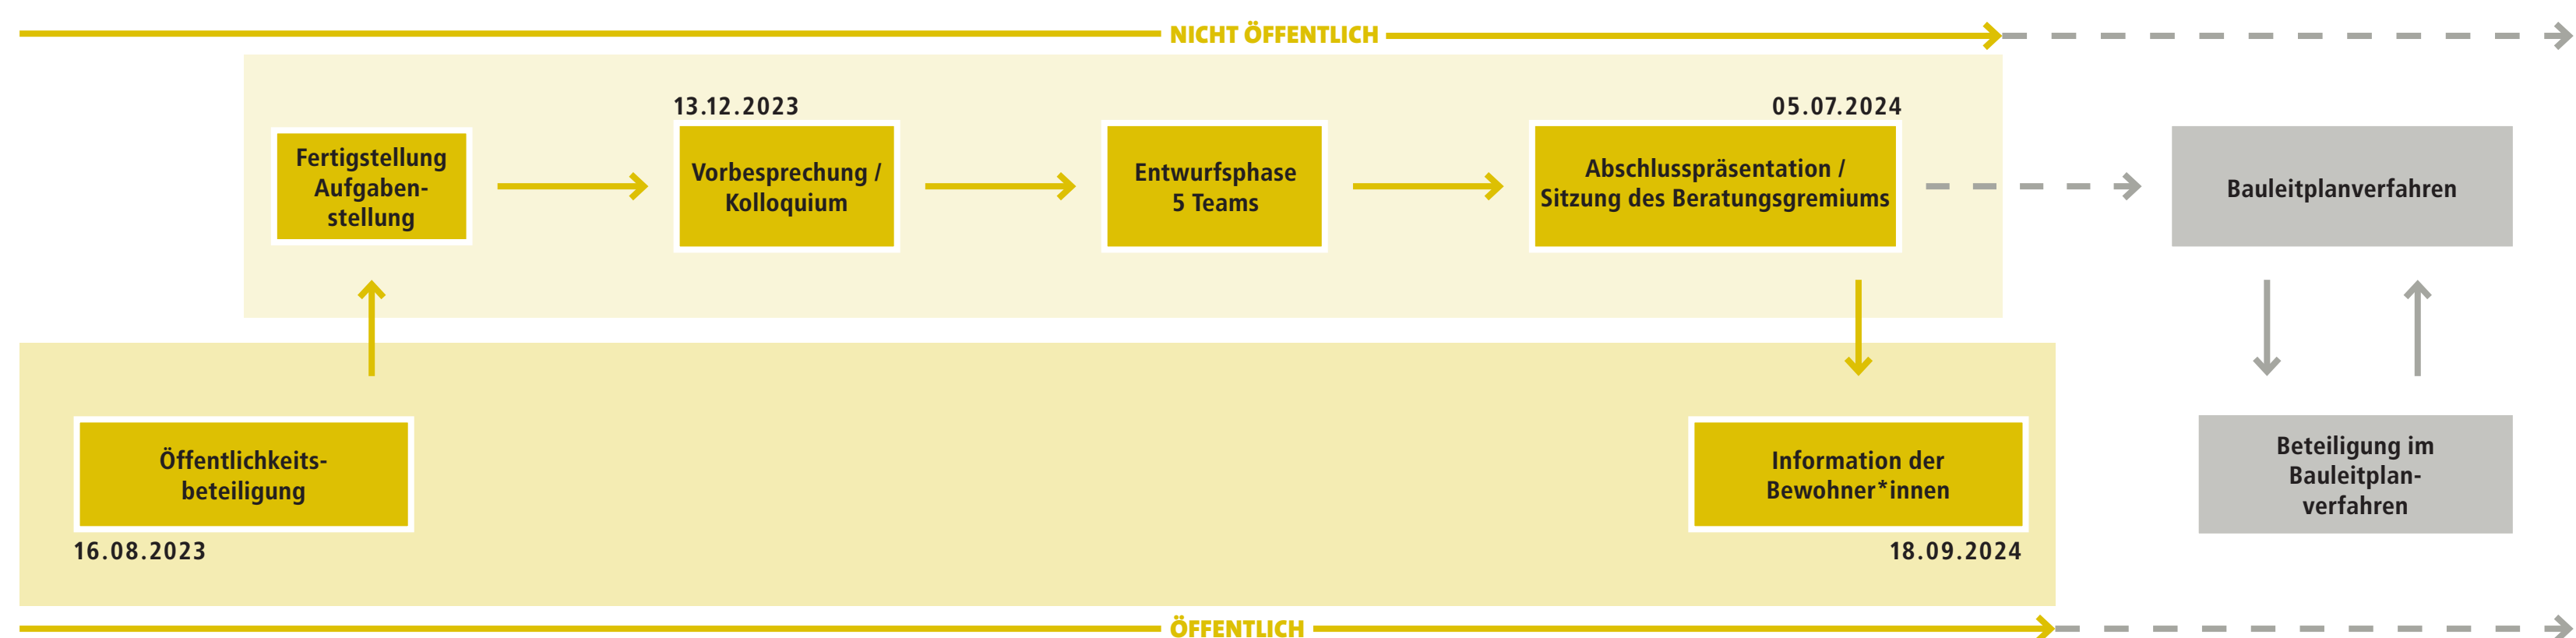 NICHT ÖFFENTLICH
13.12.2023
05.07.2024
Fertigstellung
Aufgaben-
stellung
Vorbesprechung /
Kolloquium
Entwurfsphase
5 Teams
Abschlusspräsentation /
Sitzung des Beratungsgremiums
Bauleitplanverfahren
Öffentlichkeits-
beteiligung
16.08.2023
Information der
Bewohner*innen
18.09.2024
Beteiligung im
Bauleitplan-
verfahren
ÖFFENTLICH